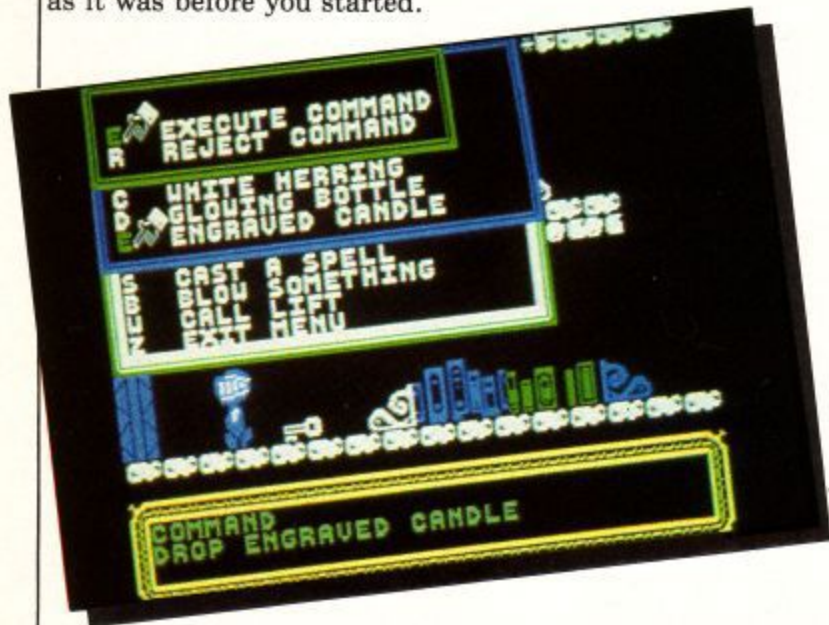 as it was before you started.
E EXECUTE COMMAND
R REJECT COMMAND
C WHITE HERRING
D GLOWING BOTTLE
E ENGRAVED CANDLE
S CAST A SPELL
B BLOW SOMETHING
U CALL LIFT
Z EXIT MENU
COMMAND
DROP ENGRAVED CANDLE